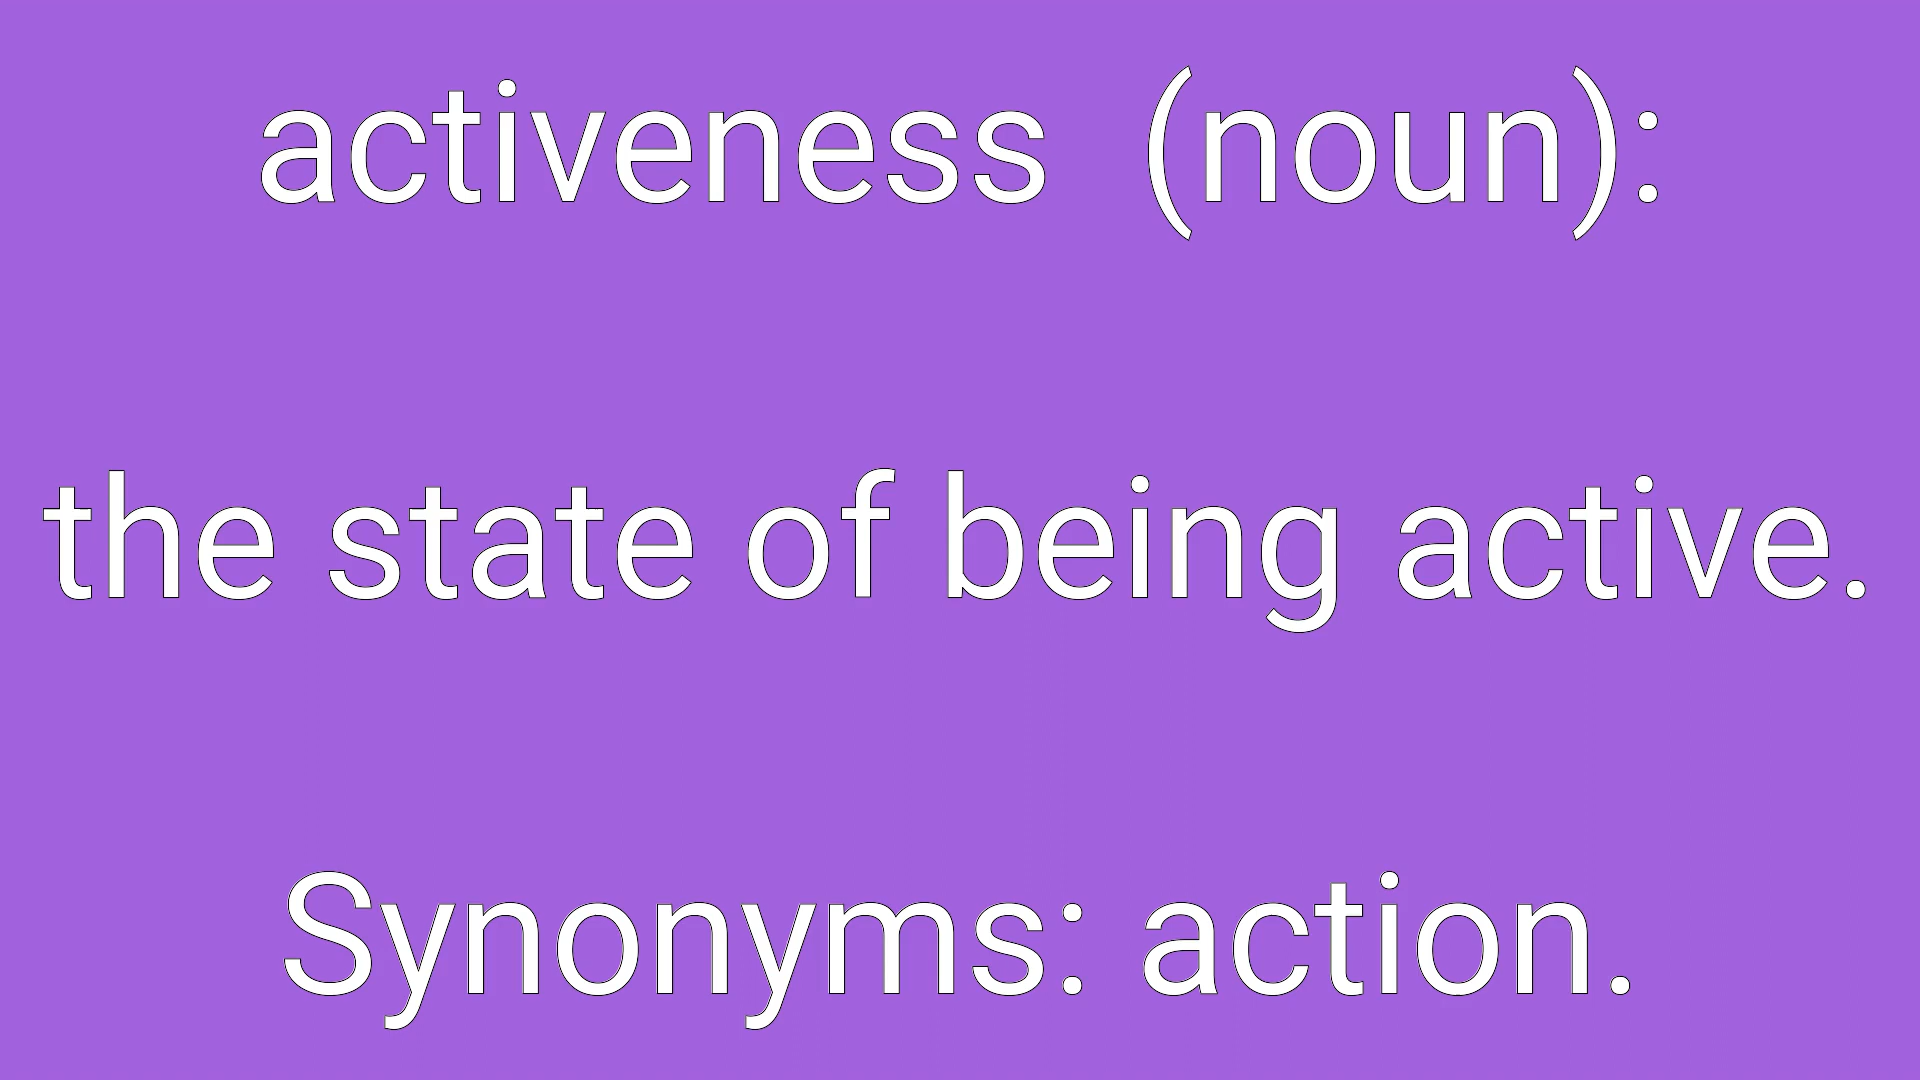 activeness (noun):
the state of being active.
Synonyms: action.